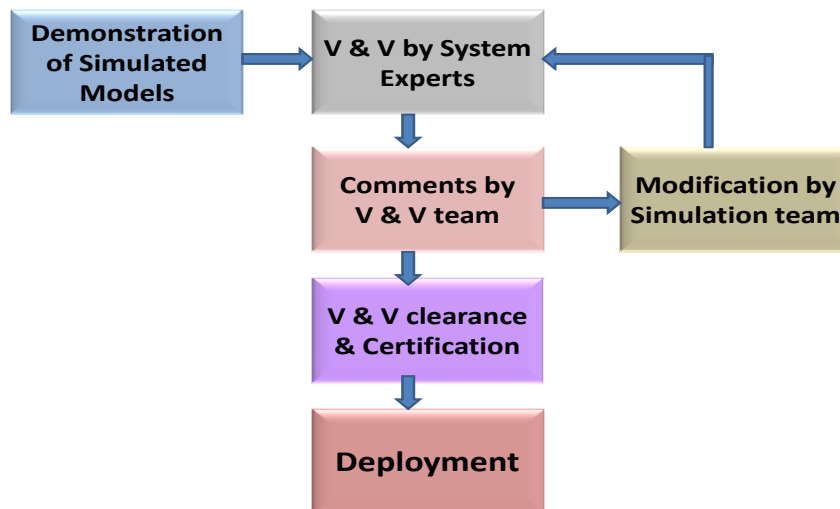 Demonstration
of Simulated
Models
V & V by System
Experts
Comments by
V & V team
Modification by
Simulation team
V & V clearance
& Certification
Deployment